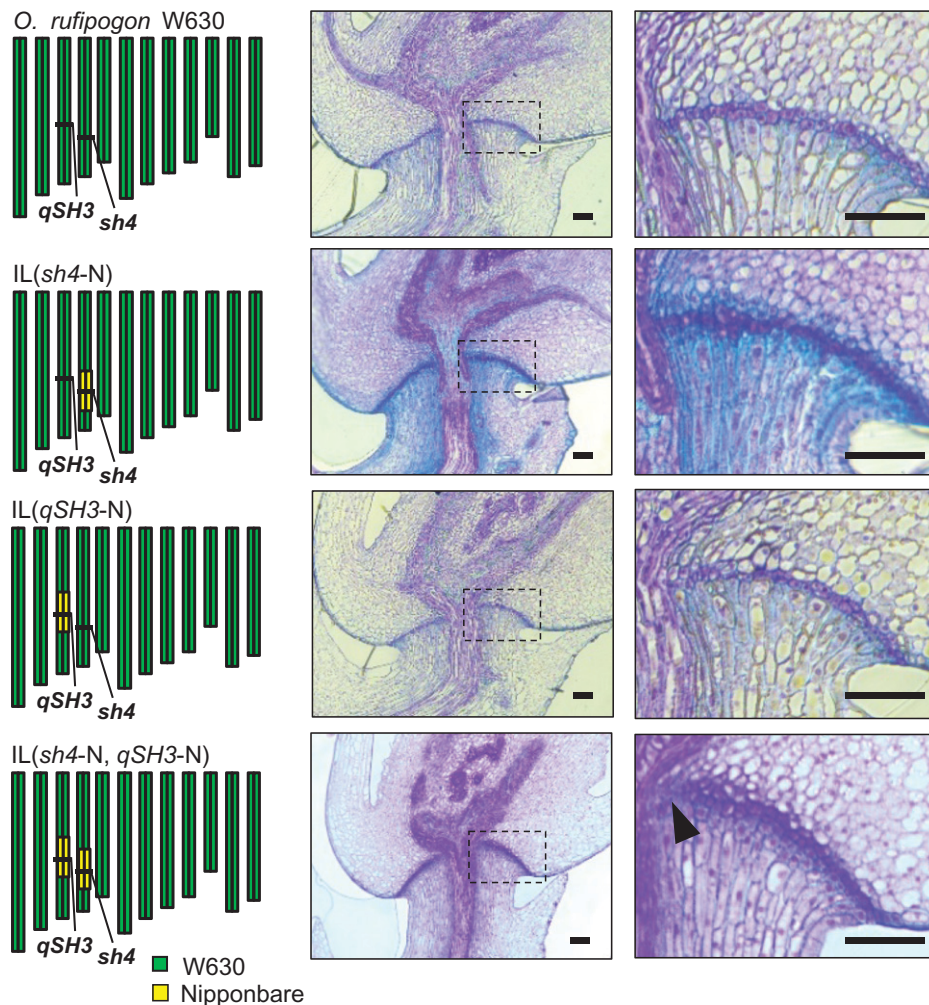 O. rufipogon W630
qSH3
sh4
IL(sh4-N)
qSH3
sh4
IL(qSH3-N)
qSH3
sh4
IL(sh4-N, qSH3-N)
qSH3
sh4
W630
Nipponbare